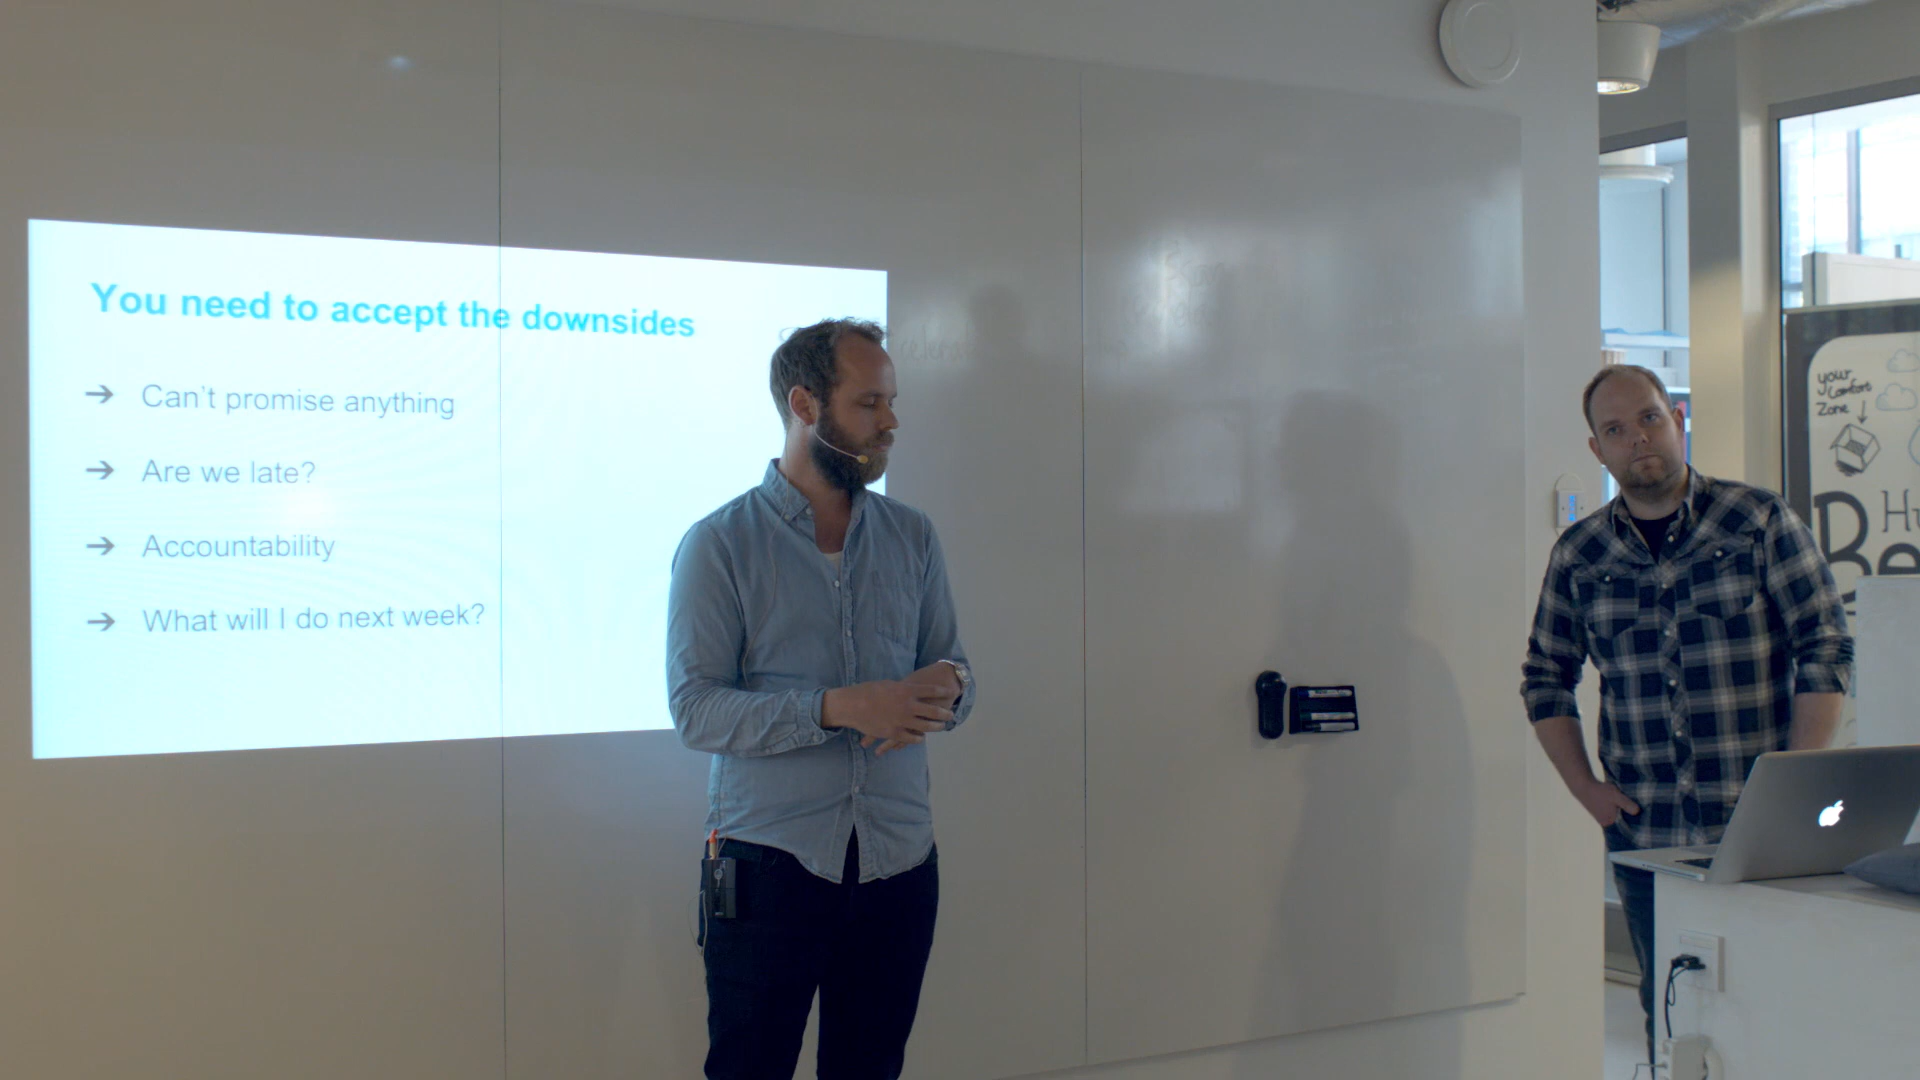 You need to accept the downsides
➔ Can't promise anything
➔ Are we late?
➔ Accountability
➔ What will I do next week?
your
Comfort
Zone